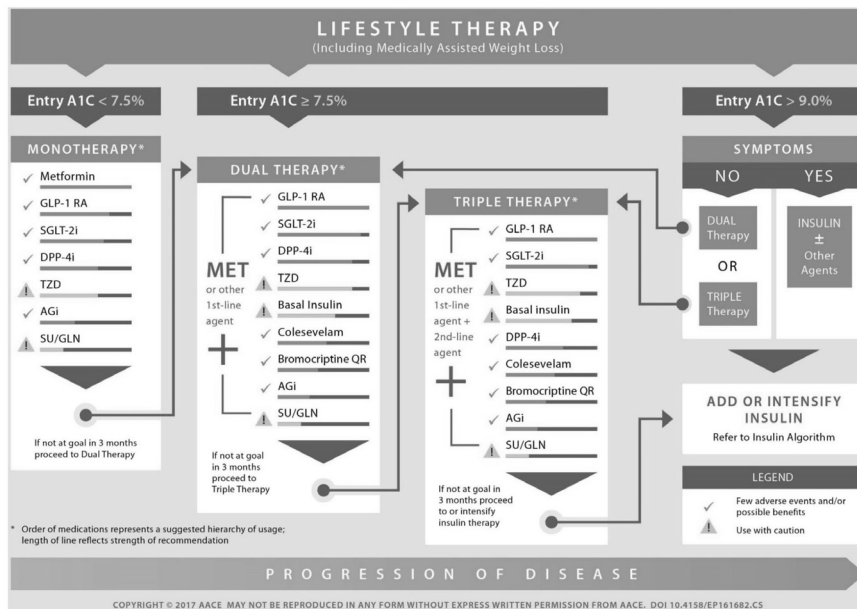 LIFESTYLE THERAPY
(Including Medically Assisted Weight Loss)
Entry A1C < 7.5%
MONOTHERAPY*
Metformin
GLP-1 RA
SGLT-2i
DPP-4i
TZD
AGi
SU/GLN
If not at goal in 3 months
proceed to Dual Therapy
Entry A1C ≥ 7.5%
DUAL THERAPY*
MET
or other
1st-line
agent
+
GLP-1 RA
SGLT-2i
DPP-4i
TZD
Basal Insulin
Colesevelam
Bromocriptine QR
AGi
SU/GLN
If not at goal
in 3 months
proceed to
Triple Therapy
TRIPLE THERAPY*
MET
or other
1st-line
agent +
2nd-line
agent
+
GLP-1 RA
SGLT-2i
TZD
Basal insulin
DPP-4i
Colesevelam
Bromocriptine QR
AGi
SU/GLN
If not at goal in
3 months proceed
to or intensify
insulin therapy
Entry A1C > 9.0%
SYMPTOMS
NO
YES
DUAL
Therapy
OR
TRIPLE
Therapy
INSULIN
±
Other
Agents
ADD OR INTENSIFY
INSULIN
Refer to Insulin Algorithm
LEGEND
Few adverse events and/or
possible benefits
! Use with caution
* Order of medications represents a suggested hierarchy of usage;
length of line reflects strength of recommendation
PROGRESSION OF DISEASE
COPYRIGHT © 2017 AACE MAY NOT BE REPRODUCED IN ANY FORM WITHOUT EXPRESS WRITTEN PERMISSION FROM AACE. DOI 10.4158/EP161682.CS